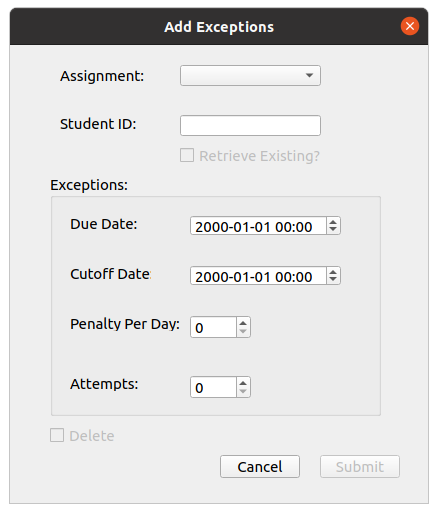 Add Exceptions
Assignment:
Student ID:
Retrieve Existing?
Exceptions:
Due Date: 2000-01-01 00:00
Cutoff Date 2000-01-01 00:00
Penalty Per Day: 0
Attempts: 0
Delete
Cancel Submit